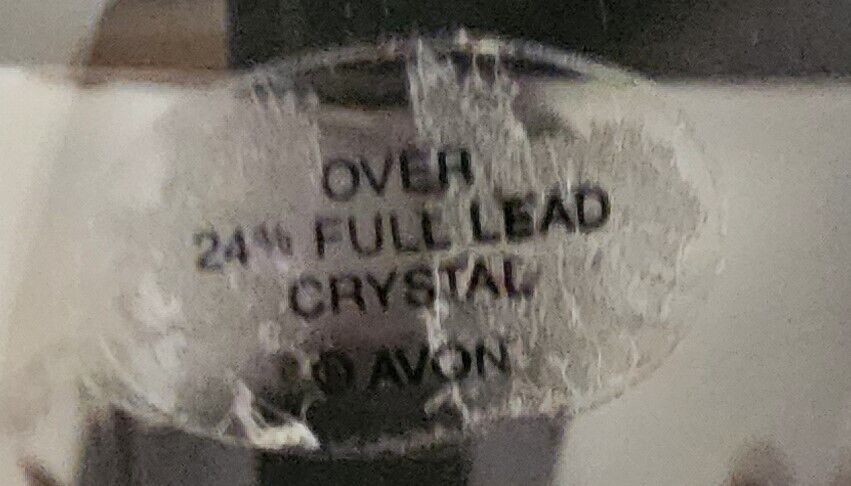 OVER
24% FULL LEAD
CRYSTAL
© AVON